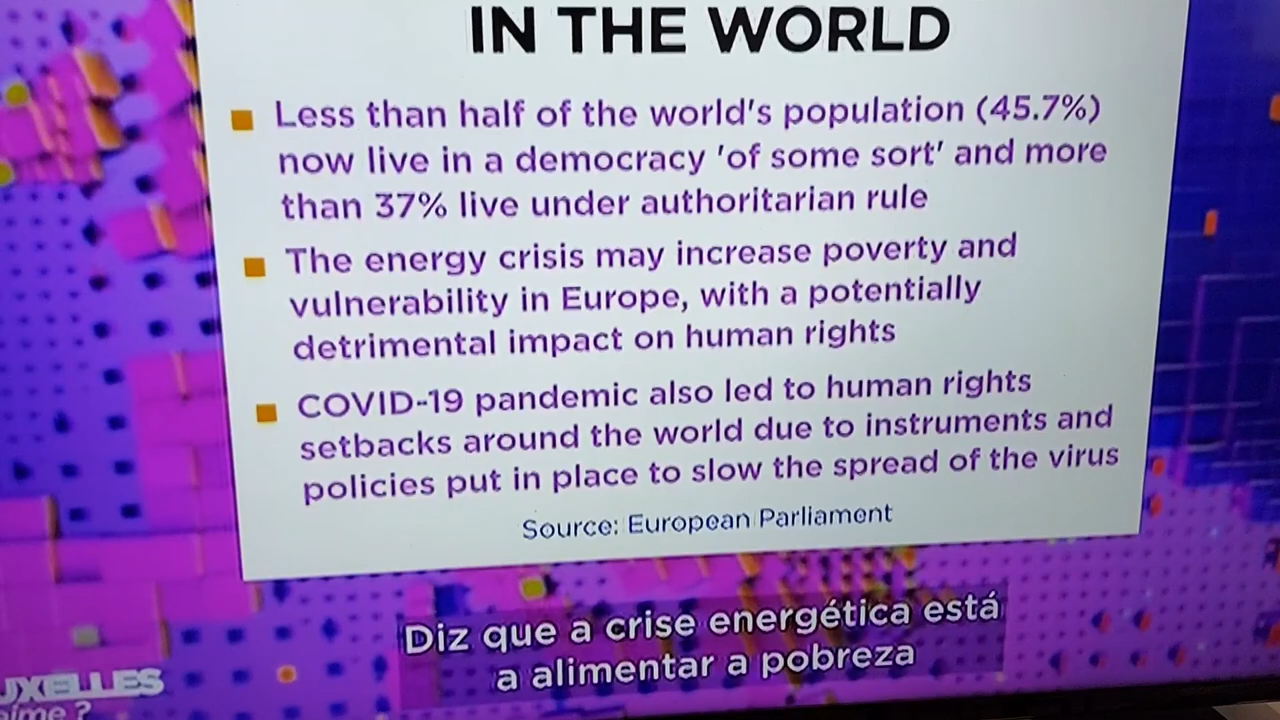 IN THE WORLD
Less than half of the world's population (45.7%)
now live in a democracy 'of some sort' and more
than 37% live under authoritarian rule
The energy crisis may increase poverty and
vulnerability in Europe, with a potentially
detrimental impact on human rights
COVID-19 pandemic also led to human rights
setbacks around the world due to instruments and
policies put in place to slow the spread of the virus
Source: European Parliament
Diz que a crise energética está
a alimentar a pobreza
UXELLES
aime ?